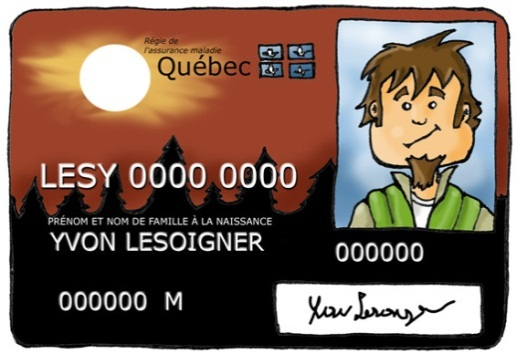 Régie de
l'assurance maladie
Québec
LESY 0000 0000
PRÉNOM ET NOM DE FAMILLE À LA NAISSANCE
YVON LESOIGNER
000000
000000 M